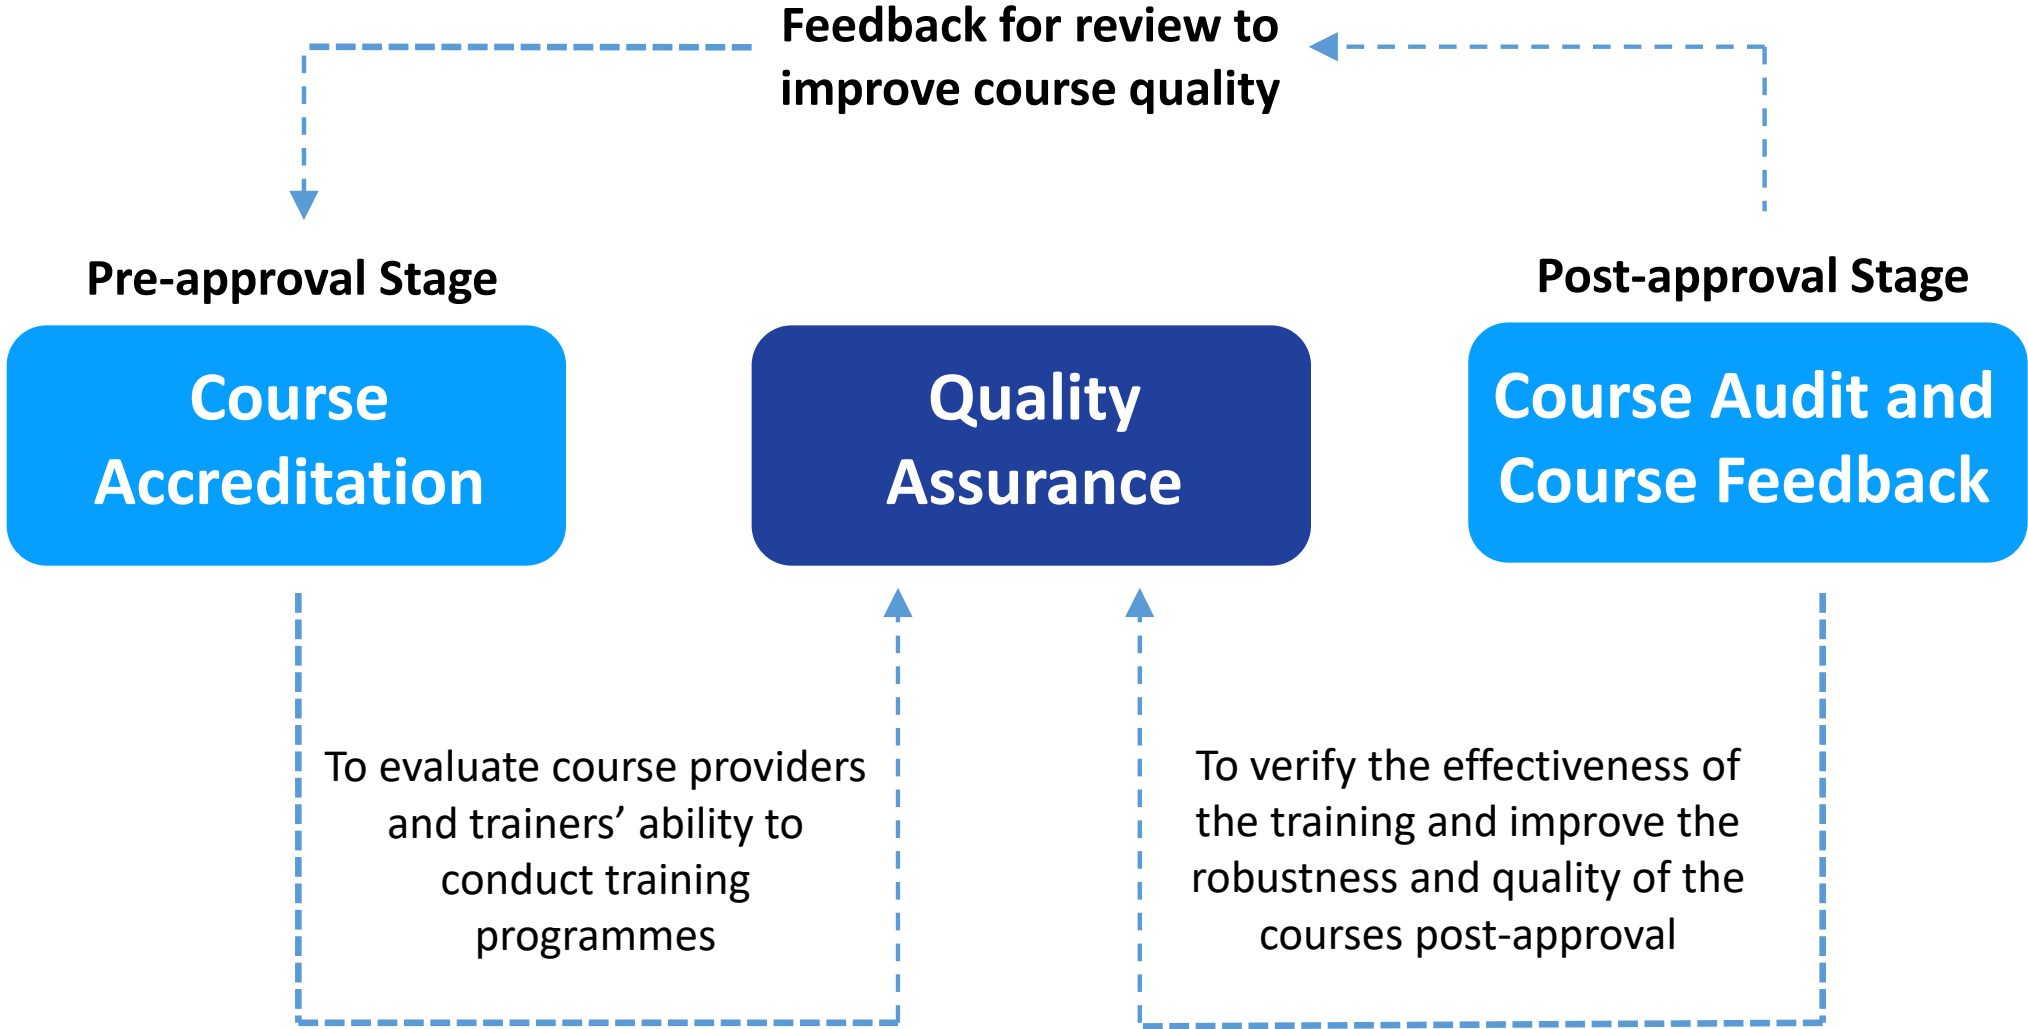 Feedback for review to
improve course quality
Pre-approval Stage
Course
Accreditation
Quality
Assurance
Post-approval Stage
Course Audit and
Course Feedback
To evaluate course providers
and trainers’ ability to
conduct training
programmes
To verify the effectiveness of
the training and improve the
robustness and quality of the
courses post-approval